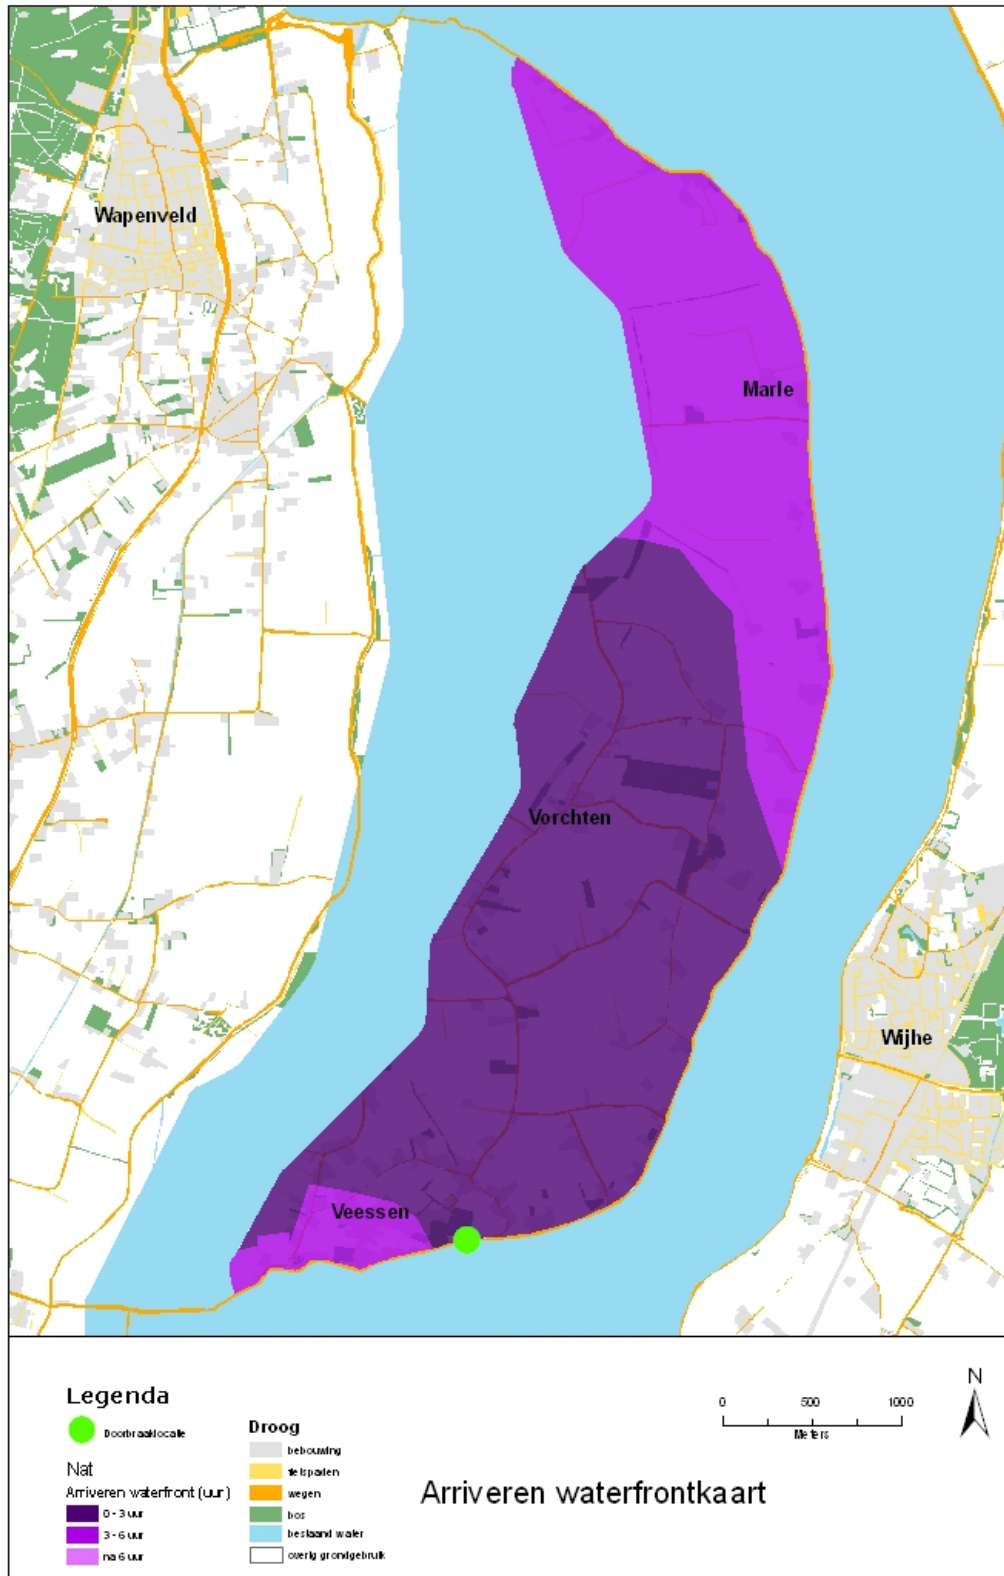 Wapenveld
Marle
Vorchten
Wijhe
Veessen
Legenda
Doorbraaklocatie
Nat
Arriveren waterfront (uur)
0 - 3 uur
3 - 6 uur
na 6 uur
Droog
bebouwing
fietspaden
wegen
bos
bestaand water
overig grondgebruik
Arriveren waterfrontkaart
0 500 1000
Meters
N